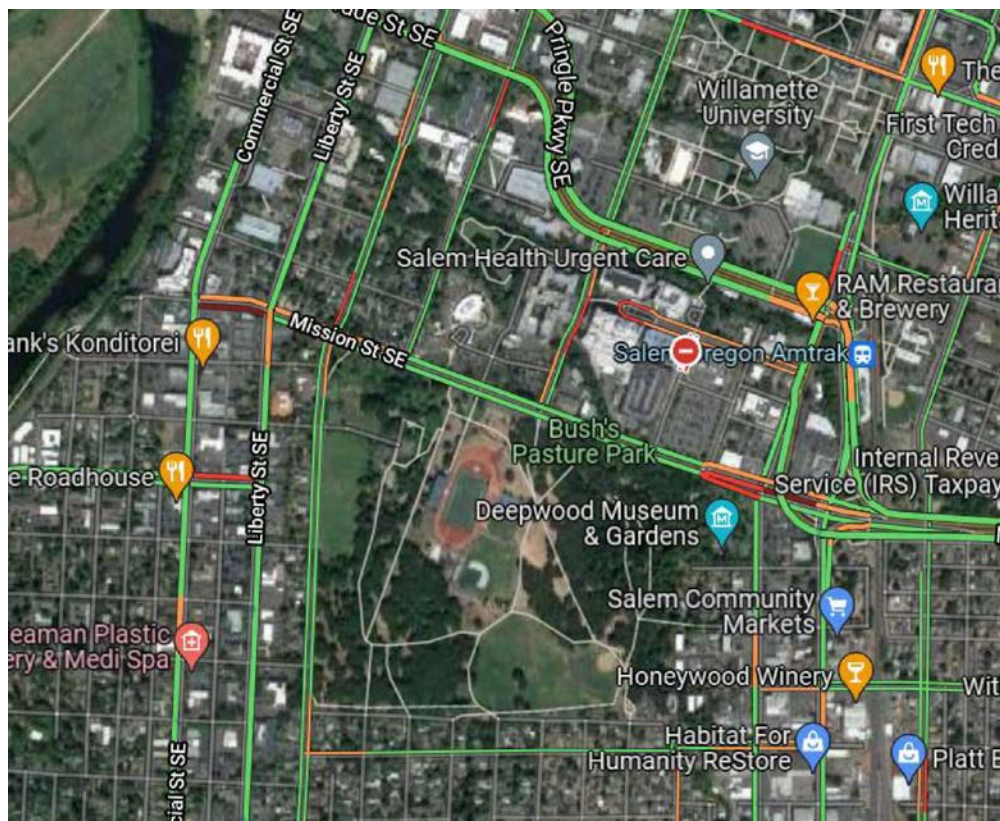 ade St SE
Commercial St SE
Liberty St SE
Pringle Pkwy SE
Willamette
University
The
First Tech
Cred
Willa
Herit
Salem Health Urgent Care
RAM Restaura
& Brewery
ank's Konditorei
Mission St SE
Salem Oregon Amtrak
Bush's
Pasture Park
e Roadhouse
Liberty St SE
Internal Reve
Service (IRS) Taxpay
Deepwood Museum
& Gardens
Salem Community
Markets
eaman Plastic
ery & Medi Spa
Honeywood Winery
Wit
Habitat For
Humanity ReStore
Platt E
cial St SE